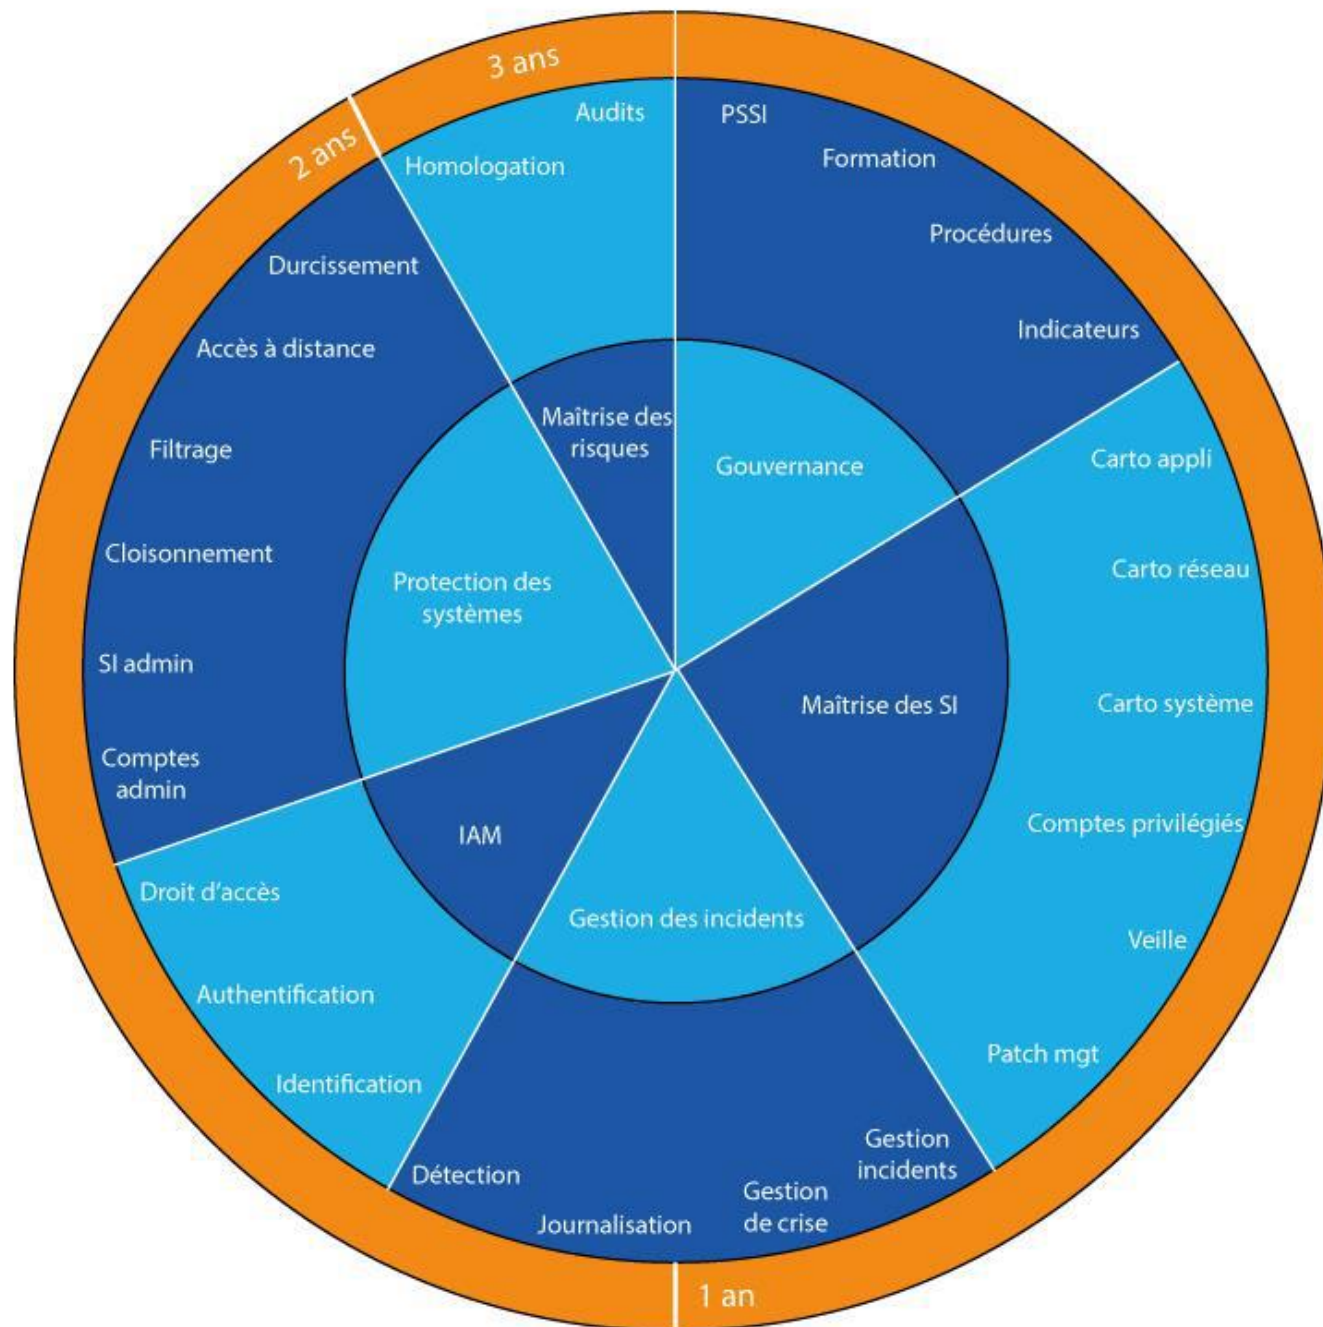 3 ans
2 ans
Audits
Homologation
PSSI
Formation
Procédures
Indicateurs
Maîtrise des
risques
Gouvernance
Durcissement
Accès à distance
Filtrage
Cloisonnement
SI admin
Comptes
admin
Protection des
systèmes
Carto appli
Carto réseau
Carto système
Comptes privilégiés
Veille
Patch mgt
Maîtrise des SI
IAM
Gestion des incidents
Droit d’accès
Authentification
Identification
Détection
Journalisation
Gestion
de crise
Gestion
incidents
1 an